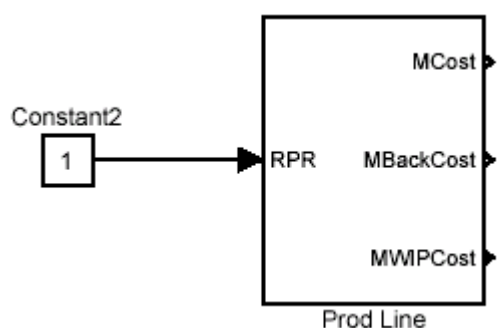 MCost
Constant2
1
RPR
MBackCost
MWIPCost
Prod Line